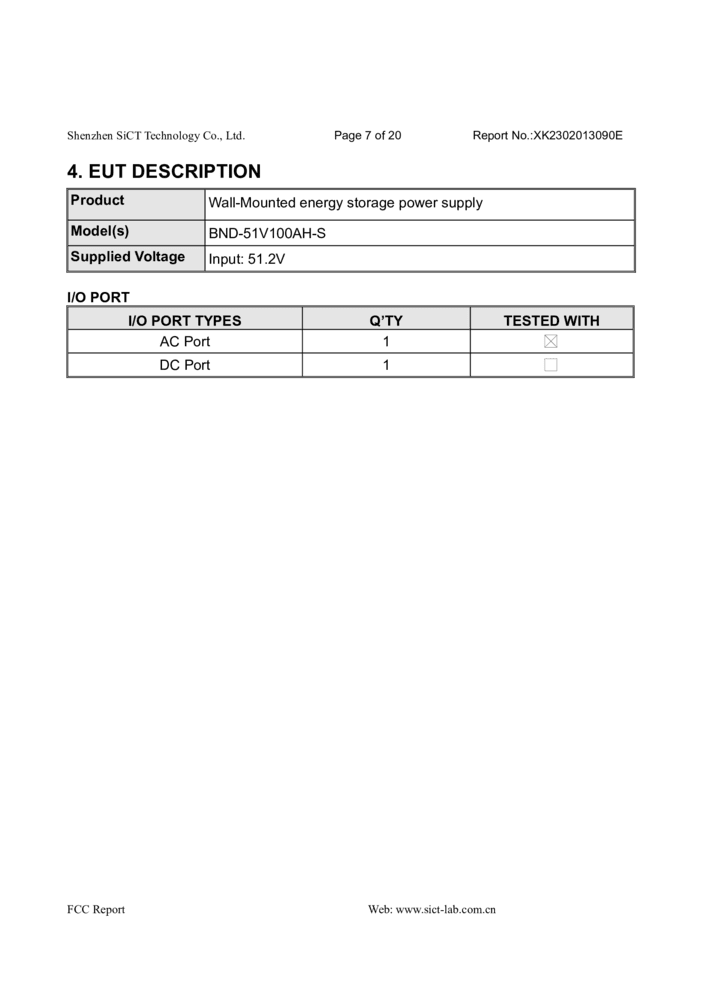 Shenzhen SiCT Technology Co., Ltd. Page 7 of 20 Report No.:XK2302013090E
4. EUT DESCRIPTION
Product Wall-Mounted energy storage power supply
Model(s) BND-51V100AH-S
Supplied Voltage Input: 51.2V
I/O PORT
I/O PORT TYPES Q’TY TESTED WITH
AC Port 1 ☒
DC Port 1 ☐
FCC Report Web: www.sict-lab.com.cn